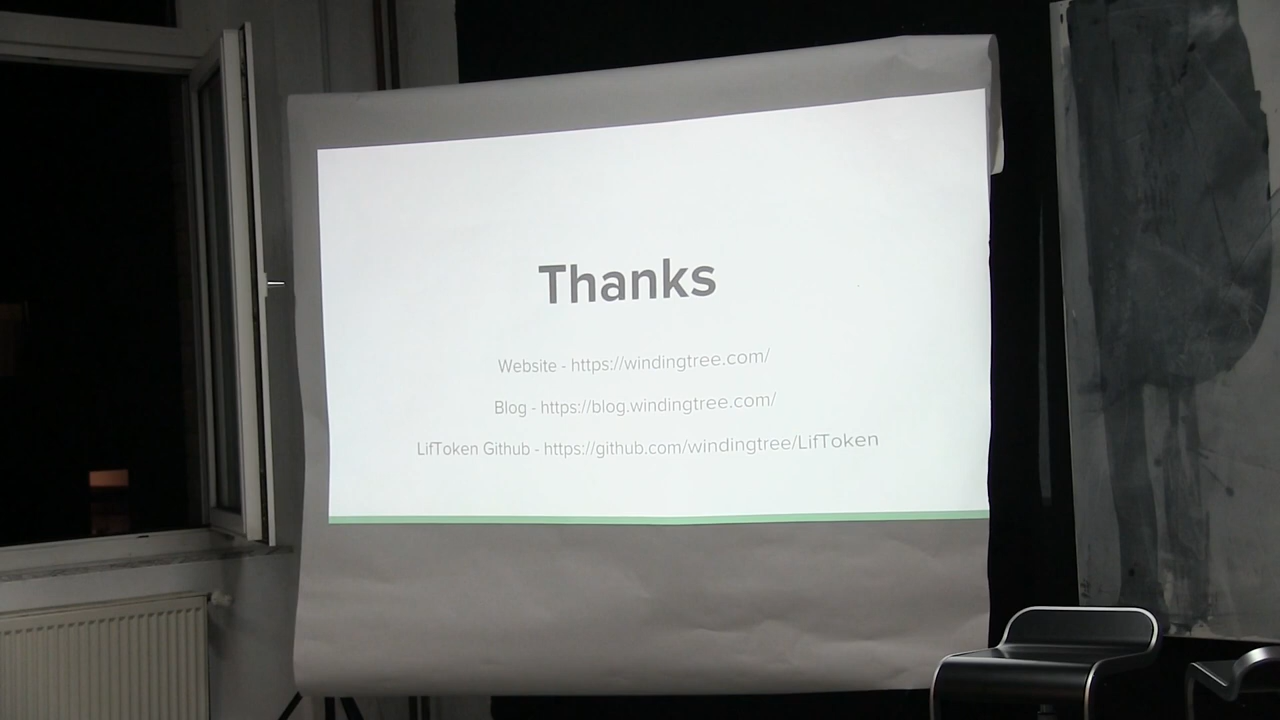 Thanks
Website - https://windingtree.com/
Blog - https://blog.windingtree.com/
LifToken Github - https://github.com/windingtree/LifToken